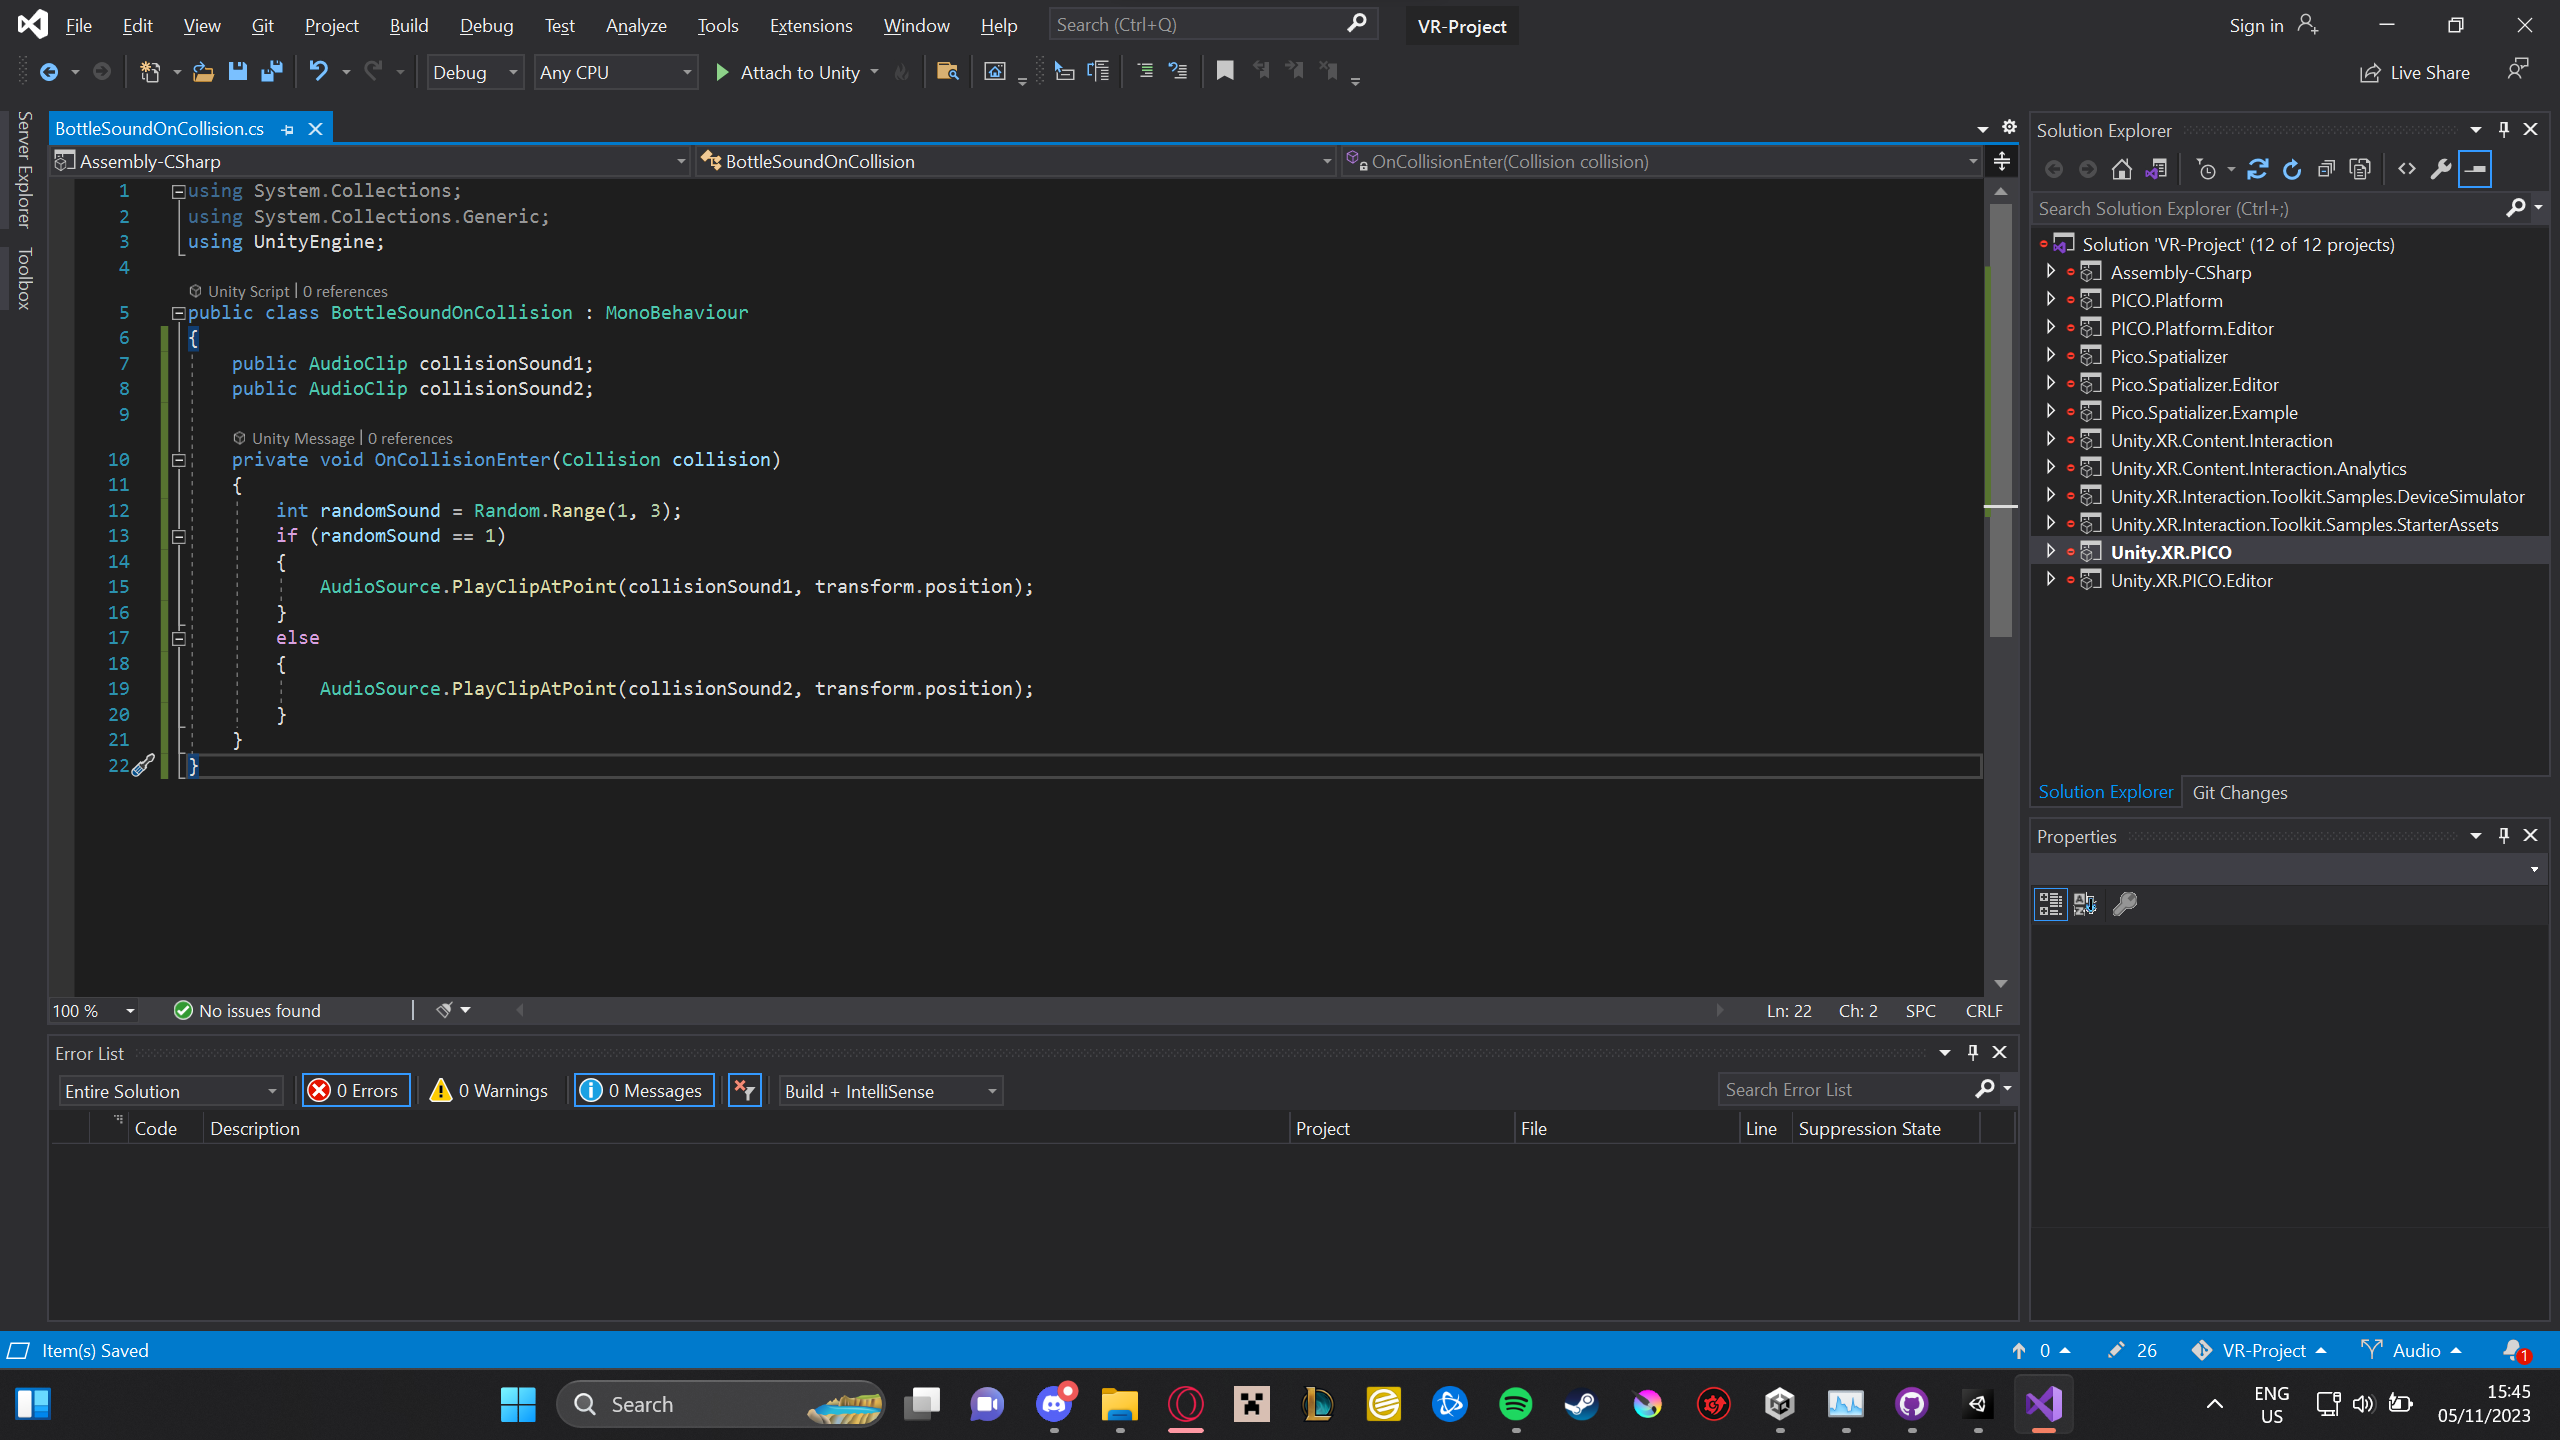 File Edit View Git Project Build Debug Test Analyze Tools Extensions Window Help Search (Ctrl+Q) VR-Project Sign in
Debug Any CPU Attach to Unity Live Share
Server Explorer
Toolbox
BottleSoundOnCollision.cs
Assembly-CSharp BottleSoundOnCollision OnCollisionEnter(Collision collision)
1 using System.Collections;
2 using System.Collections.Generic;
3 using UnityEngine;
4
Unity Script | 0 references
5 public class BottleSoundOnCollision : MonoBehaviour
6 {
7 public AudioClip collisionSound1;
8 public AudioClip collisionSound2;
9
Unity Message | 0 references
10 private void OnCollisionEnter(Collision collision)
11 {
12 int randomSound = Random.Range(1, 3);
13 if (randomSound == 1)
14 {
15 AudioSource.PlayClipAtPoint(collisionSound1, transform.position);
16 }
17 else
18 {
19 AudioSource.PlayClipAtPoint(collisionSound2, transform.position);
20 }
21 }
22 }
100 % No issues found Ln: 22 Ch: 2 SPC CRLF
Error List
Entire Solution 0 Errors 0 Warnings 0 Messages Build + IntelliSense Search Error List
Code Description Project File Line Suppression State
Solution Explorer
Search Solution Explorer (Ctrl+;)
Solution 'VR-Project' (12 of 12 projects)
Assembly-CSharp
PICO.Platform
PICO.Platform.Editor
Pico.Spatializer
Pico.Spatializer.Editor
Pico.Spatializer.Example
Unity.XR.Content.Interaction
Unity.XR.Content.Interaction.Analytics
Unity.XR.Interaction.Toolkit.Samples.DeviceSimulator
Unity.XR.Interaction.Toolkit.Samples.StarterAssets
Unity.XR.PICO
Unity.XR.PICO.Editor
Solution Explorer Git Changes
Properties
Item(s) Saved 0 26 VR-Project Audio 1
Search ENG 15:45
US 05/11/2023